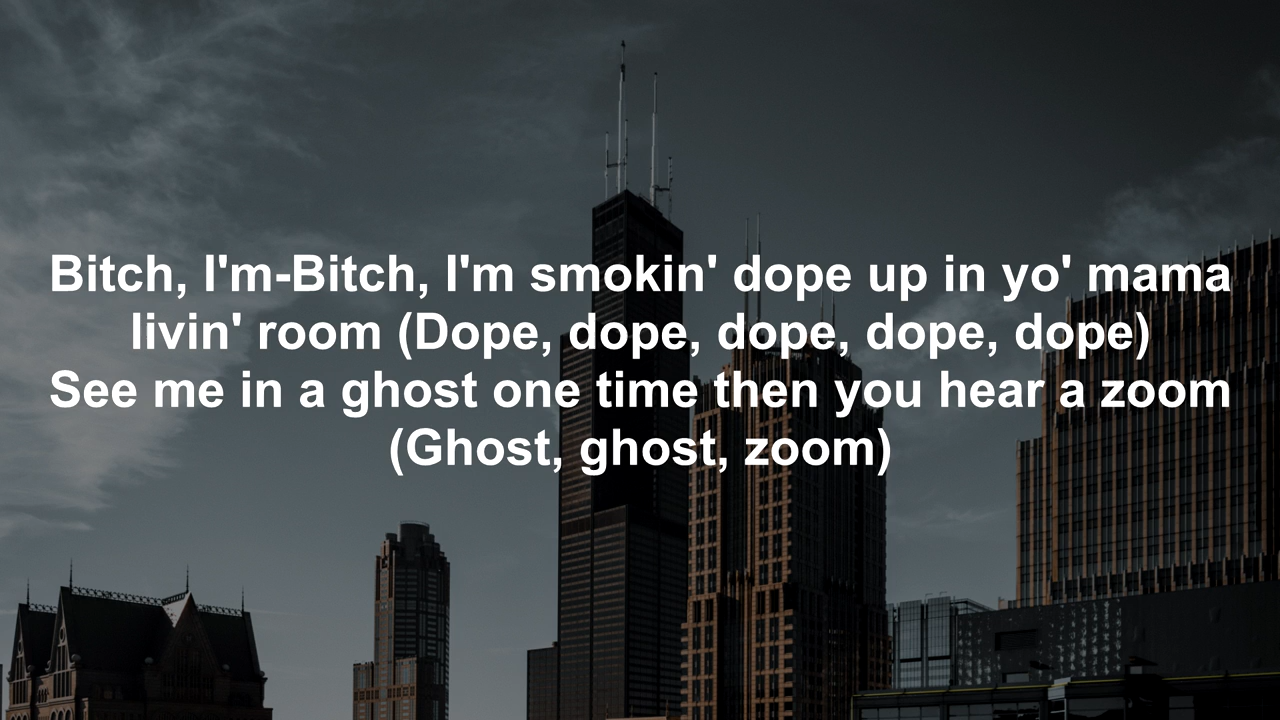 Bitch, I'm-Bitch, I'm smokin' dope up in yo' mama
livin' room (Dope, dope, dope, dope, dope)
See me in a ghost one time then you hear a zoom
(Ghost, ghost, zoom)